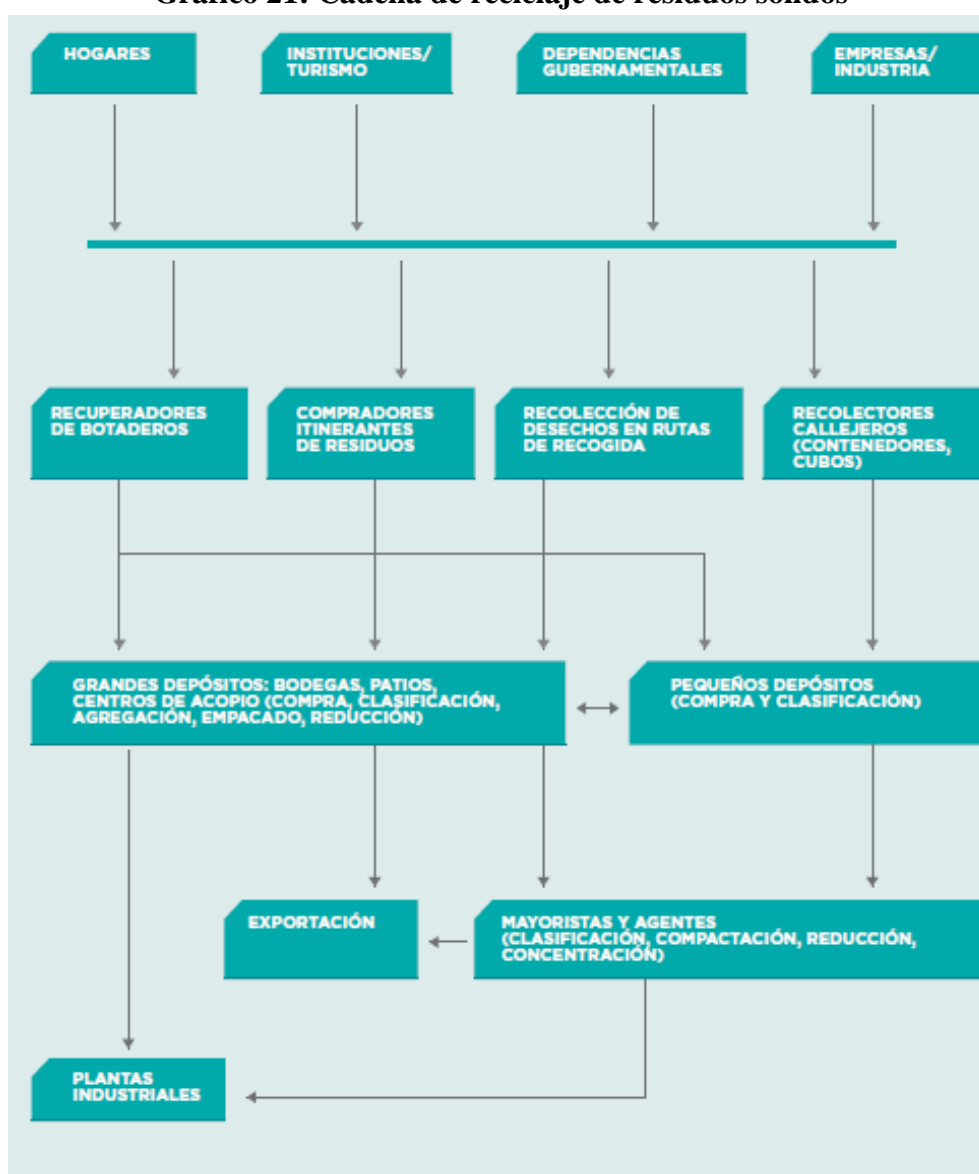 Gráfico 21: Cadena de reciclaje de residuos sólidos
HOGARES
INSTITUCIONES/
TURISMO
DEPENDENCIAS
GUBERNAMENTALES
EMPRESAS/
INDUSTRIA
RECUPERADORES
DE BOTADEROS
COMPRADORES
ITINERANTES
DE RESIDUOS
RECOLECCIÓN DE
DESECHOS EN RUTAS
DE RECOGIDA
RECOLECTORES
CALLEJEROS
(CONTENEDORES,
CUBOS)
GRANDES DEPÓSITOS: BODEGAS, PATIOS,
CENTROS DE ACOPIO (COMPRA, CLASIFICACIÓN,
AGREGACIÓN, EMPACADO, REDUCCIÓN)
PEQUEÑOS DEPÓSITOS
(COMPRA Y CLASIFICACIÓN)
EXPORTACIÓN
MAYORISTAS Y AGENTES
(CLASIFICACIÓN, COMPACTACIÓN, REDUCCIÓN,
CONCENTRACIÓN)
PLANTAS
INDUSTRIALES